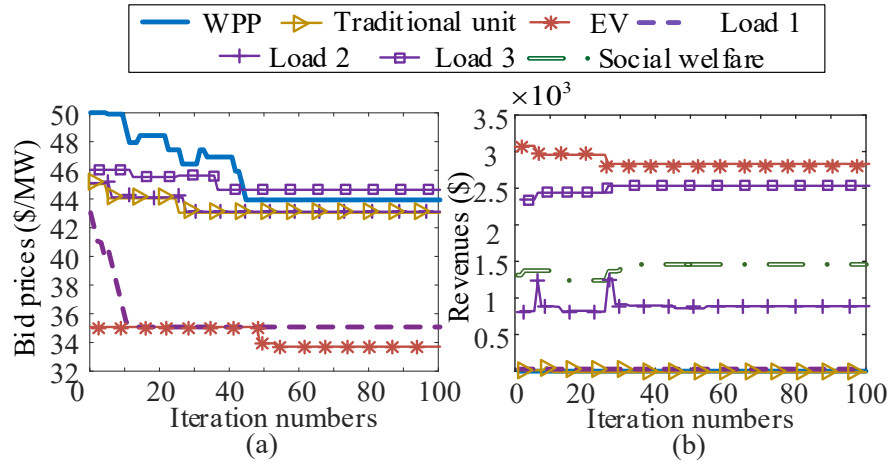 WPP Traditional unit EV Load 1
Load 2 Load 3 Social welfare
×10³
50
48
46
44
43
40
38
36
34
32
Bid prices ($/MW)
0 20 40 60 80 100
Iteration numbers
(a)
3.5
3
2.5
2
1.5
1
0.5
Revenues ($)
0 20 40 60 80 100
Iteration numbers
(b)